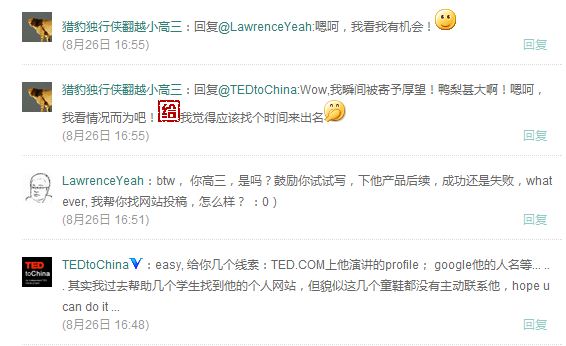 猎豹独行侠翻越小高三：回复@LawrenceYeah:嗯呵，我看我有机会！
(8月26日 16:55) 回复
猎豹独行侠翻越小高三：回复@TEDtoChina:Wow,我瞬间被寄予厚望！鸭梨甚大啊！嗯呵，
我看情况而为吧！给我觉得应该找个时间来出名
(8月26日 16:55) 回复
LawrenceYeah：btw， 你高三，是吗？鼓励你试试写，下他产品后续，成功还是失败，what
ever, 我帮你找网站投稿，怎么样？ ：0 )
(8月26日 16:51) 回复
TED
toChina
TEDtoChina：easy, 给你几个线索：TED.COM上他演讲的profile； google他的人名等... ..
. 其实我过去帮助几个学生找到他的个人网站，但貌似这几个童鞋都没有主动联系他，hope u
can do it ...
(8月26日 16:48) 回复